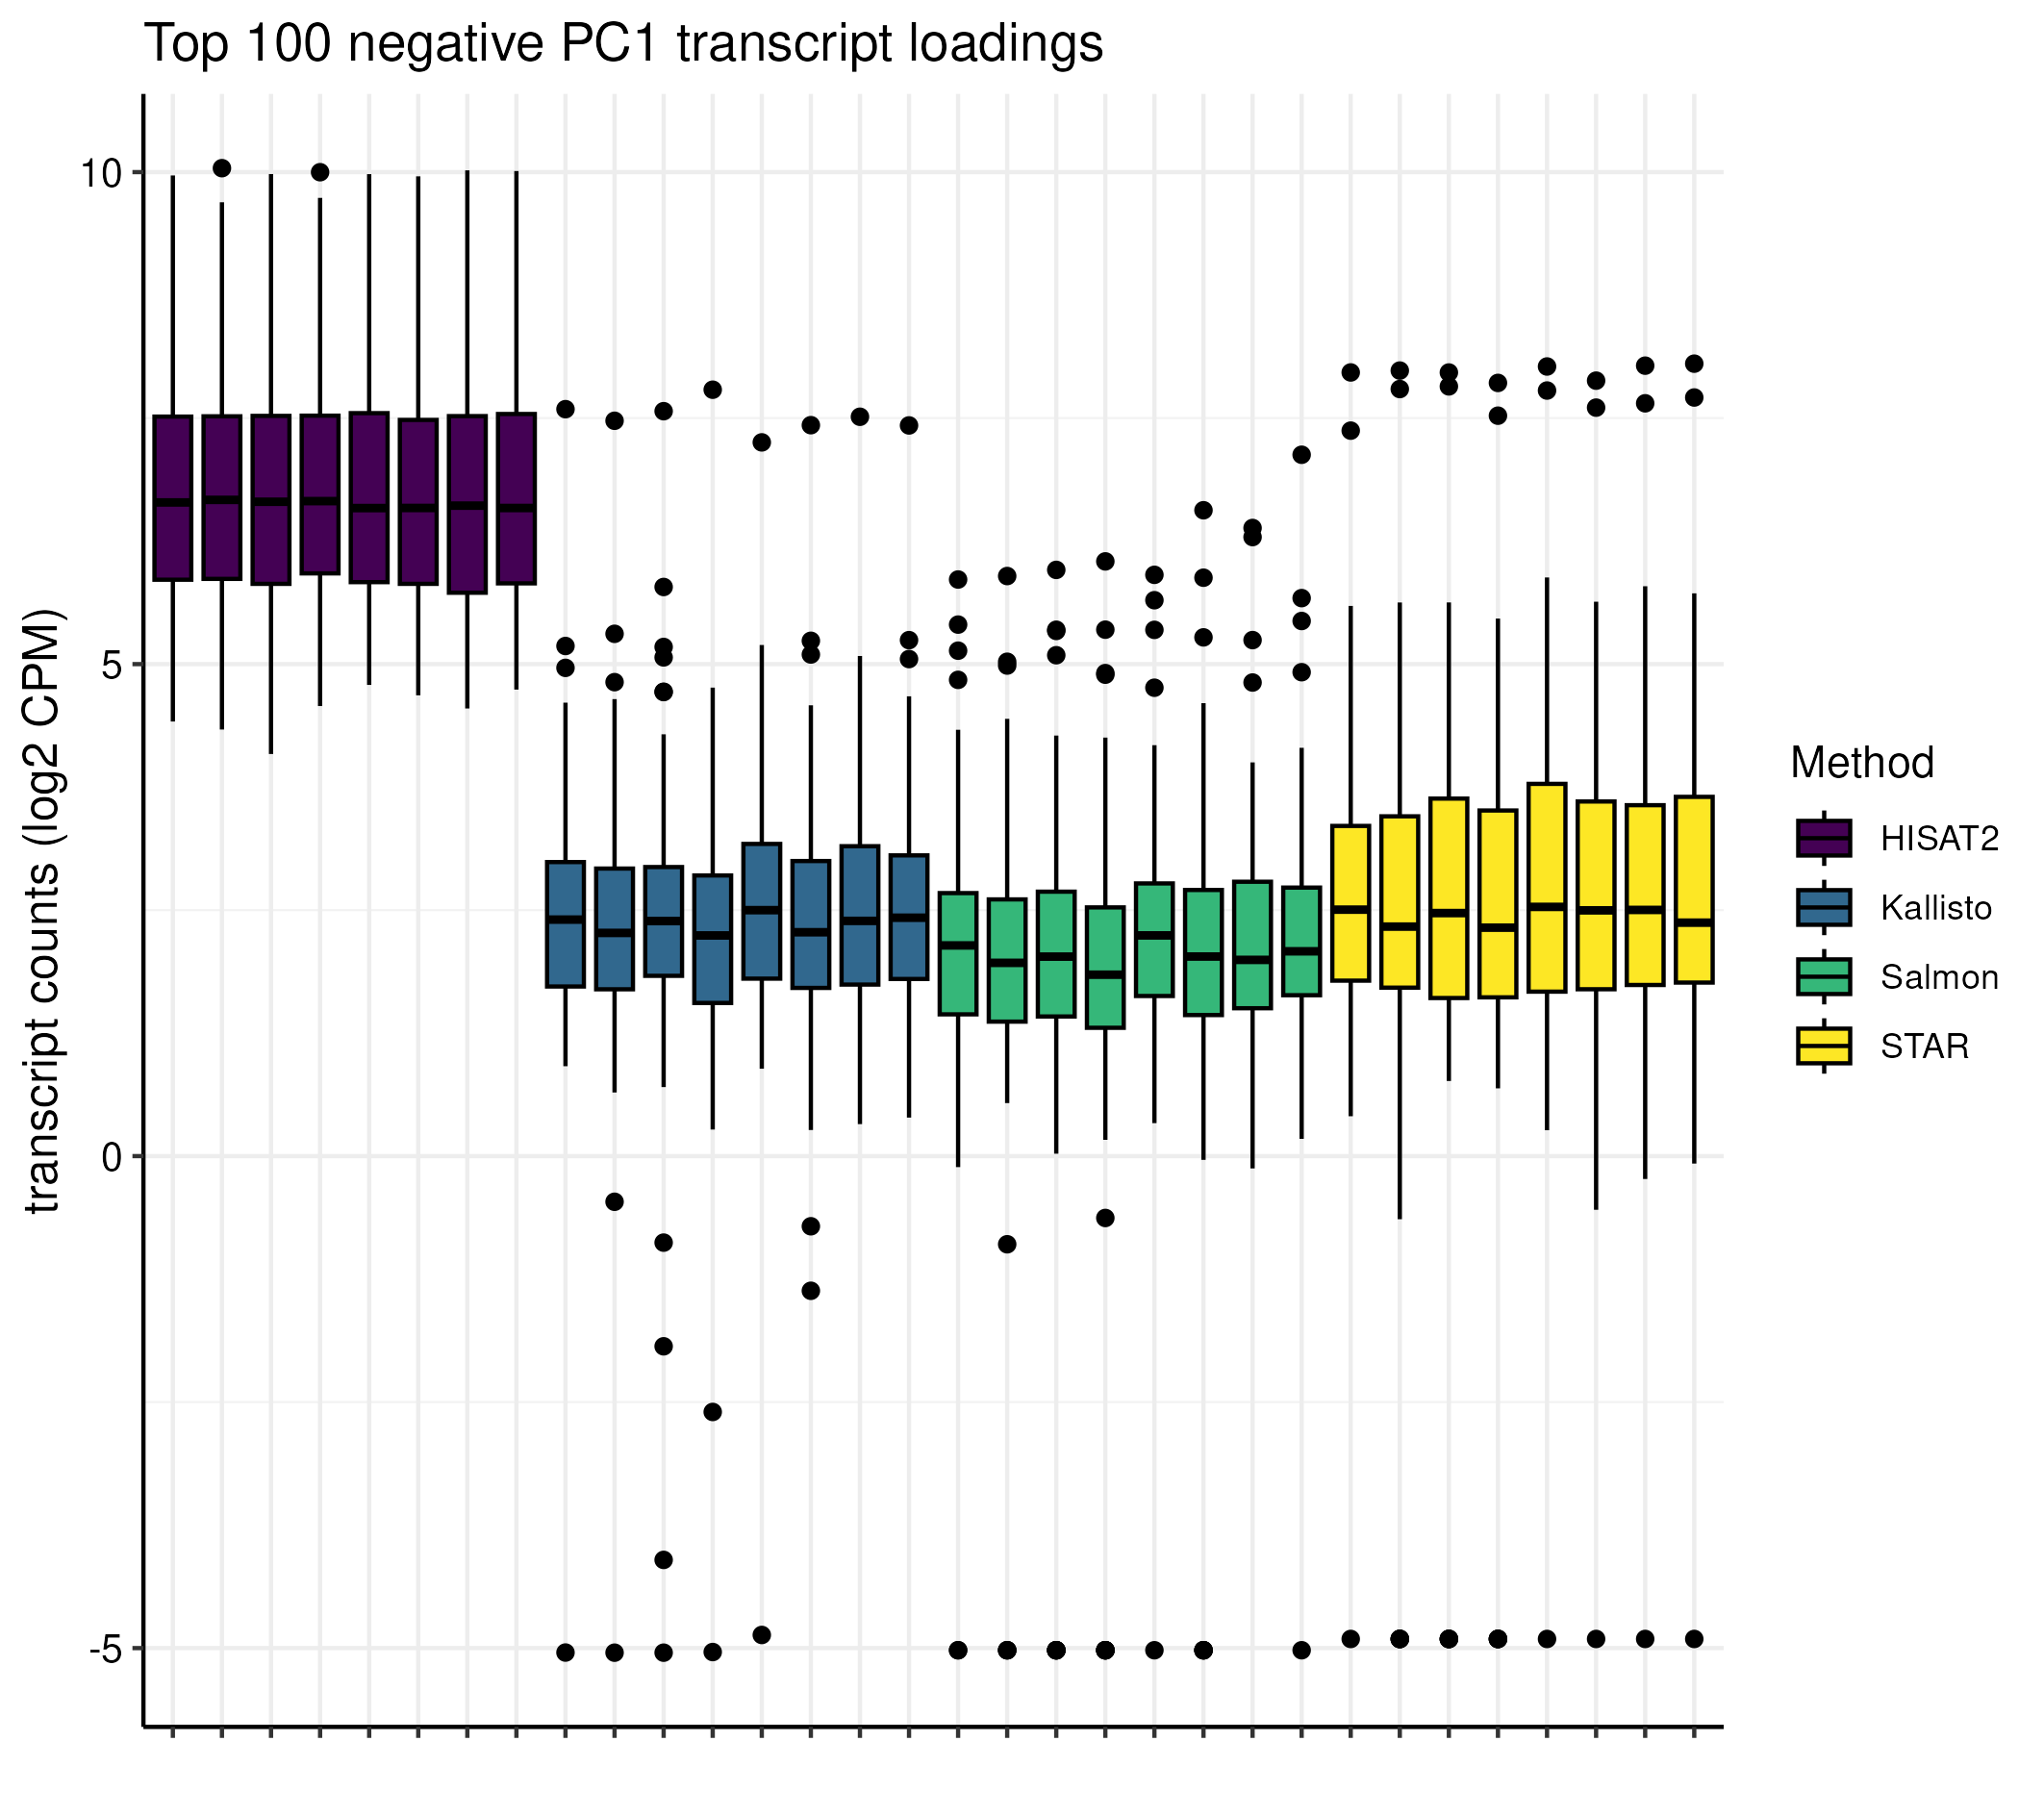 Top 100 negative PC1 transcript loadings
transcript counts (log2 CPM)
10
5
0
-5
Method
HISAT2
Kallisto
Salmon
STAR